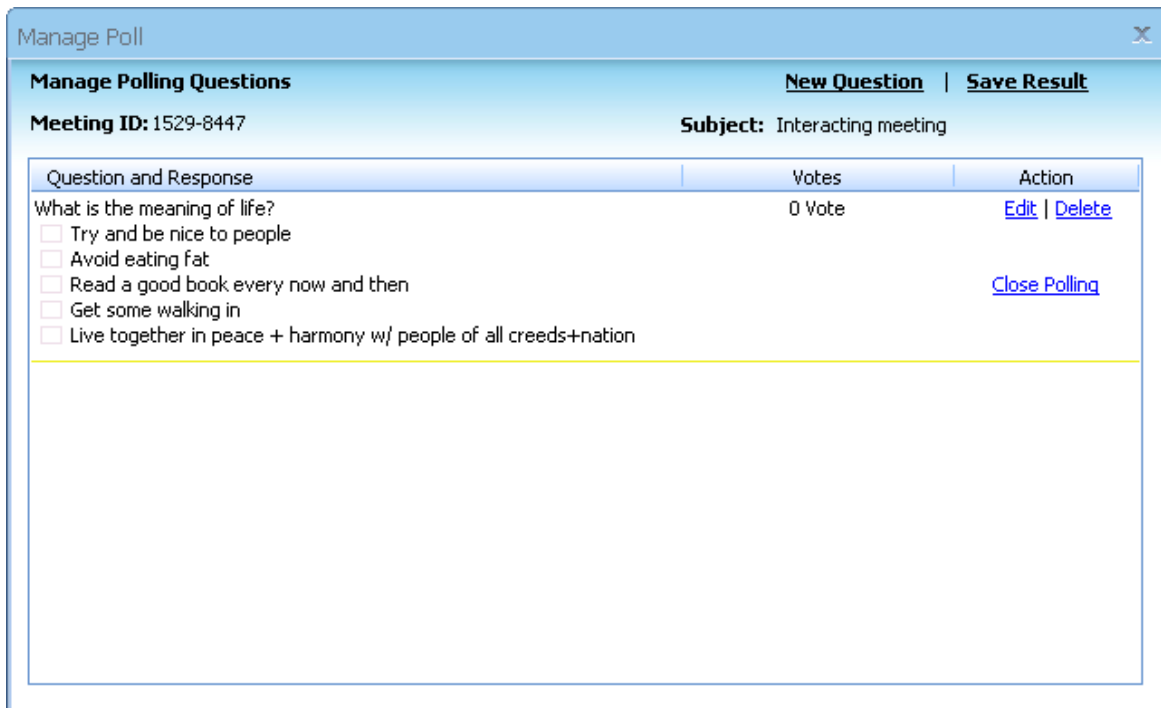 Manage Poll X
Manage Polling Questions New Question | Save Result
Meeting ID: 1529-8447 Subject: Interacting meeting
Question and Response Votes Action
What is the meaning of life? 0 Vote Edit | Delete
Try and be nice to people
Avoid eating fat
Read a good book every now and then Close Polling
Get some walking in
Live together in peace + harmony w/ people of all creeds+nation